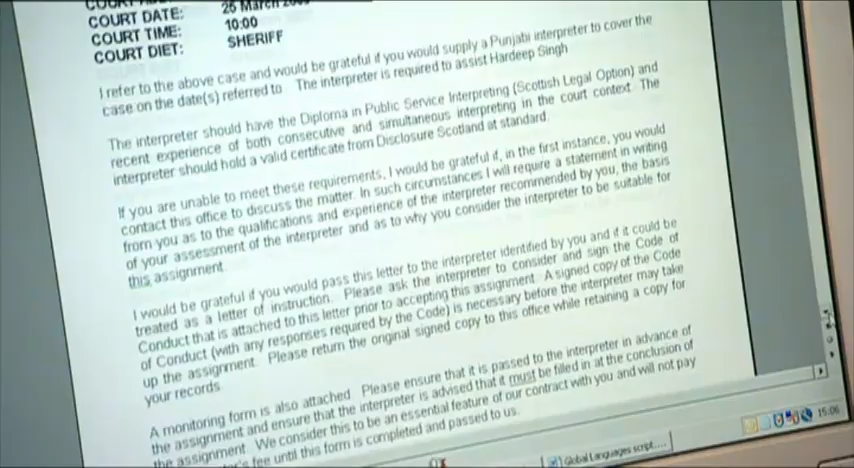 COURT DATE: 25 March
COURT TIME: 10:00
COURT DIET: SHERIFF
I refer to the above case and would be grateful if you would supply a Punjabi interpreter to cover the
case on the date(s) referred to. The interpreter is required to assist Hardeep Singh
The interpreter should have the Diploma in Public Service Interpreting (Scottish Legal Option) and
recent experience of both consecutive and simultaneous interpreting in the court context. The
interpreter should hold a valid certificate from Disclosure Scotland at standard.
If you are unable to meet these requirements, I would be grateful if, in the first instance, you would
contact this office to discuss the matter. In such circumstances I will require a statement in writing
from you as to the qualifications and experience of the interpreter recommended by you, the basis
of your assessment of the interpreter and as to why you consider the interpreter to be suitable for
this assignment.
I would be grateful if you would pass this letter to the interpreter identified by you and if it could be
treated as a letter of instruction. Please ask the interpreter to consider and sign the Code of
Conduct that is attached to this letter prior to accepting this assignment. A signed copy of the Code
of Conduct (with any responses required by the Code) is necessary before the interpreter may take
up the assignment. Please return the original signed copy to this office while retaining a copy for
your records.
A monitoring form is also attached. Please ensure that it is passed to the interpreter in advance of
the assignment and ensure that the interpreter is advised that it must be filled in at the conclusion of
the assignment. We consider this to be an essential feature of our contract with you and will not pay
fee until this form is completed and passed to us.
Global Languages script....
15:06